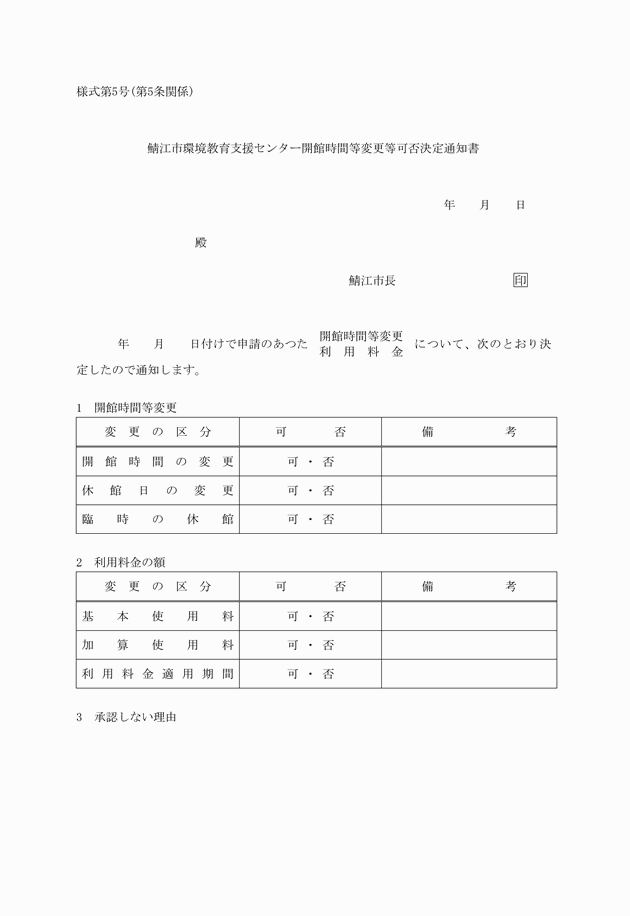 様式第5号(第5条関係)
鯖江市環境教育支援センター開館時間等変更等可否決定通知書
年　　月　　日
殿
鯖江市長　　　　　　　　　　印
年　　月　　日付けで申請のあつた　開館時間等変更　について、次のとおり決
利用料金
定したので通知します。
1　開館時間等変更
変更の区分　可　否　備　考
開館時間の変更　可・否
休館日の変更　可・否
臨時の休館　可・否
2　利用料金の額
変更の区分　可　否　備　考
基本使用料　可・否
加算使用料　可・否
利用料金適用期間　可・否
3　承認しない理由